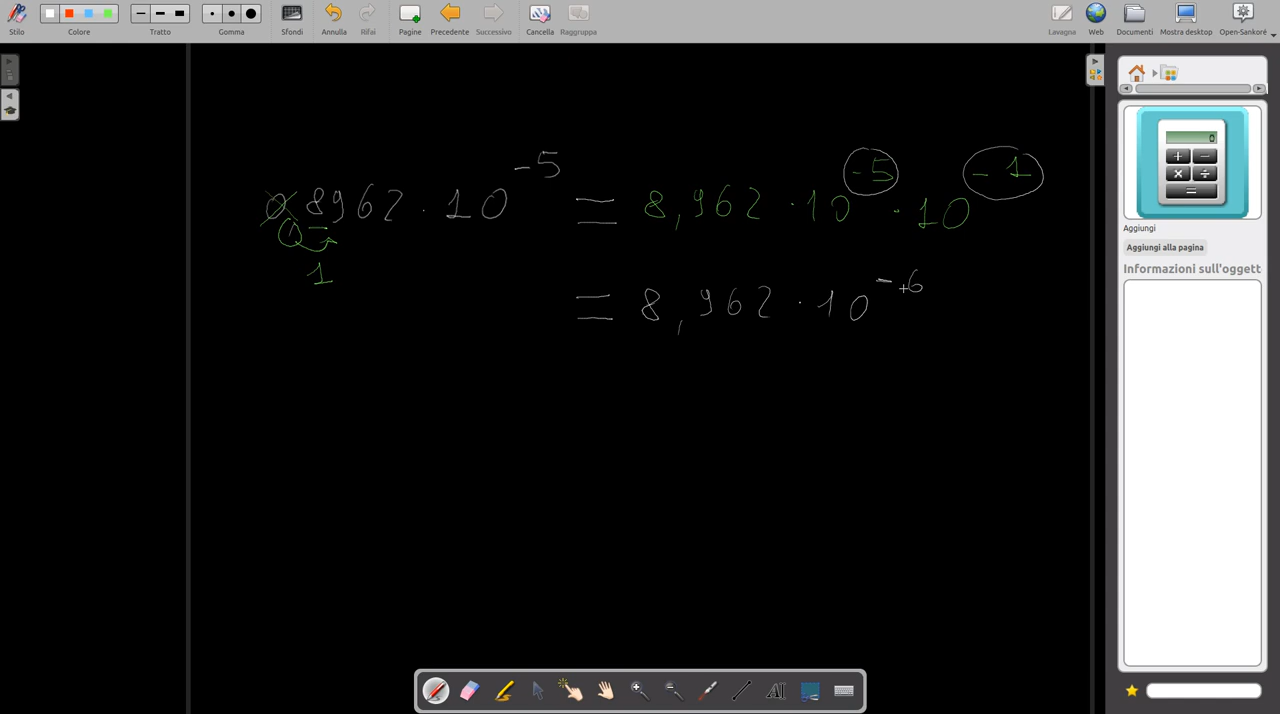 Stilo Colore Tratto Gomma Sfondi Annulla Rifai Pagine Precedente Successivo Cancella Raggruppa Lavagna Web Documenti Mostra desktop Open-Sankoré
0,8962 · 10^-5 = 8,962 · 10^-5 · 10^-1
1
= 8,962 · 10^-6
0
+ − × ÷ =
Aggiungi
Aggiungi alla pagina
Informazioni sull'oggett
AI